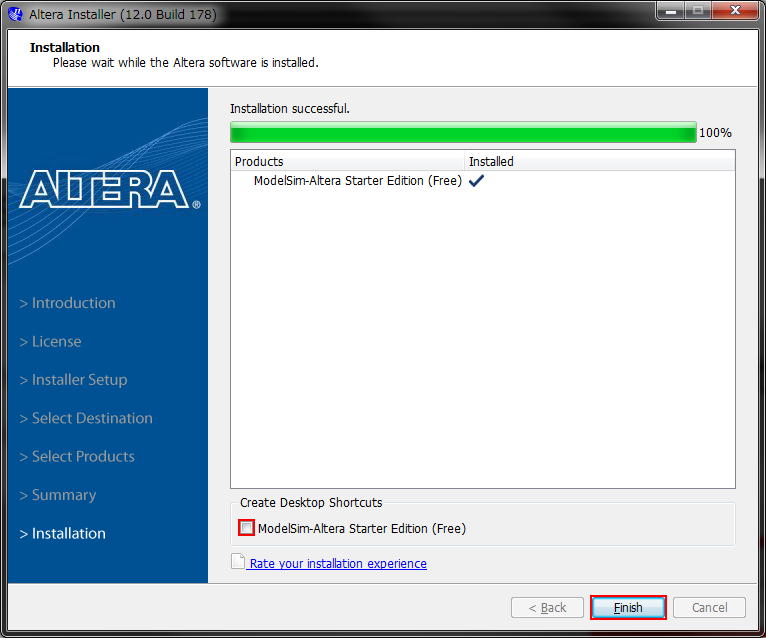 Altera Installer (12.0 Build 178)
Installation
Please wait while the Altera software is installed.
Installation successful.
100%
Products Installed
ModelSim-Altera Starter Edition (Free)
ALTERA®
> Introduction
> License
> Installer Setup
> Select Destination
> Select Products
> Summary
> Installation
Create Desktop Shortcuts
ModelSim-Altera Starter Edition (Free)
Rate your installation experience
< Back Finish Cancel